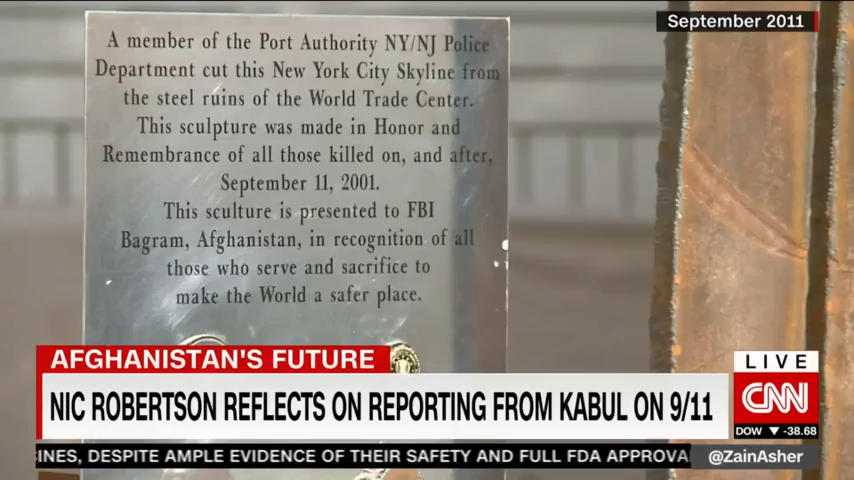 September 2011
A member of the Port Authority NY/NJ Police
Department cut this New York City Skyline from
the steel ruins of the World Trade Center.
This sculpture was made in Honor and
Remembrance of all those killed on, and after,
September 11, 2001.
This sculture is presented to FBI
Bagram, Afghanistan, in recognition of all
those who serve and sacrifice to
make the World a safer place.
AFGHANISTAN'S FUTURE
NIC ROBERTSON REFLECTS ON REPORTING FROM KABUL ON 9/11
LIVE
CNN
DOW ▼ -38.68
INES, DESPITE AMPLE EVIDENCE OF THEIR SAFETY AND FULL FDA APPROVA
@ZainAsher